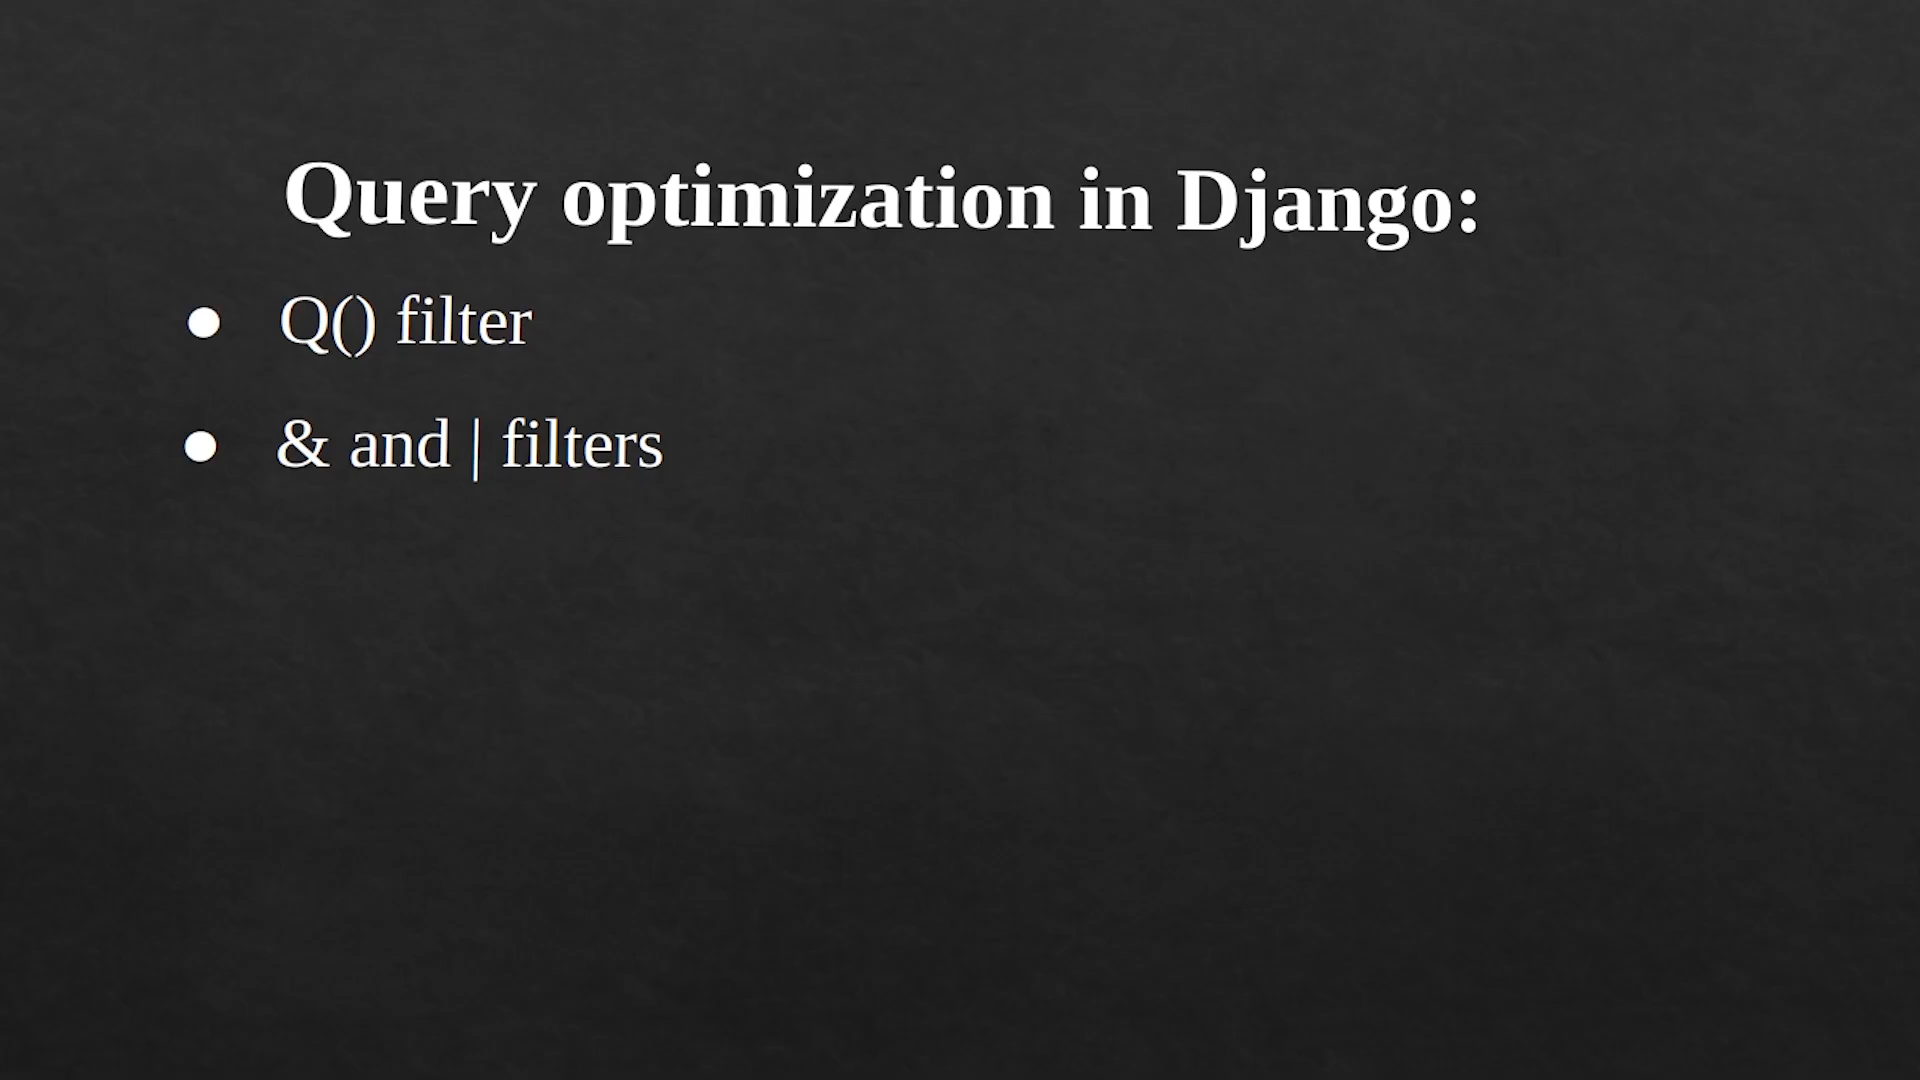 Query optimization in Django:
● Q() filter
● & and | filters